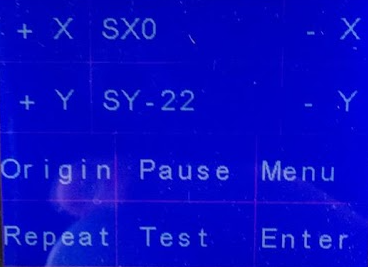 + X SX0 - X
+ Y SY-22 - Y
Origin Pause Menu
Repeat Test Enter